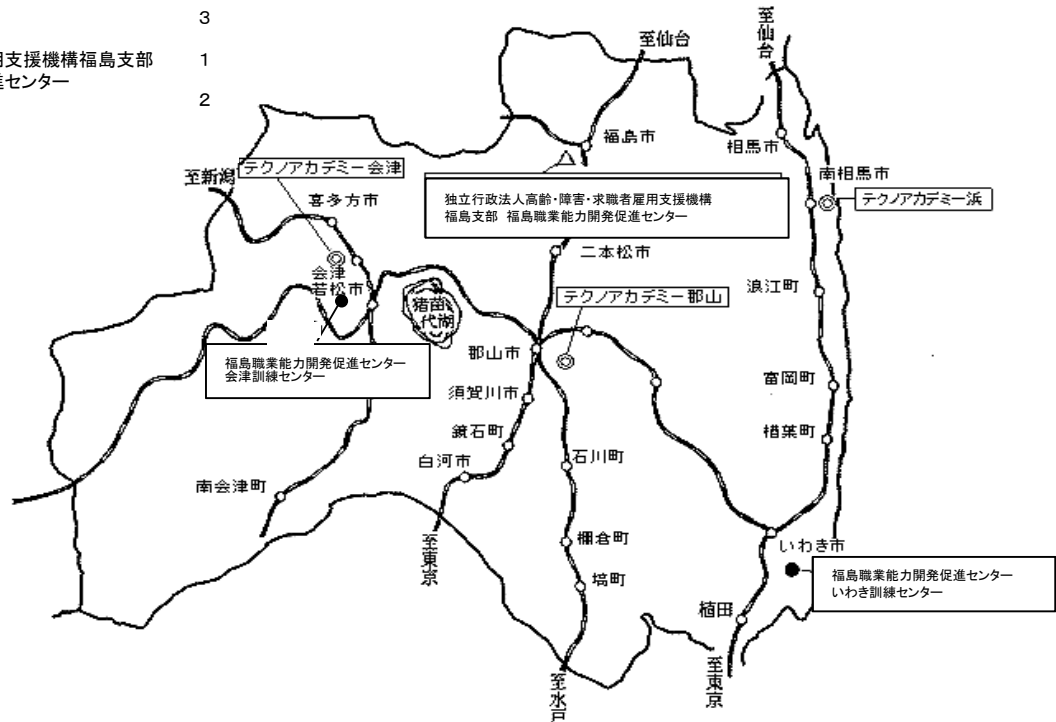 3
用支援機構福島支部
1
進センター
2
至仙台
至仙台
福島市
相馬市
テクノアカデミー会津
南相馬市
至新潟
喜多方市
独立行政法人高齢・障害・求職者雇用支援機構
福島支部 福島職業能力開発促進センター
テクノアカデミー浜
二本松市
会津
若松市
猪苗
代湖
テクノアカデミー郡山
浪江町
郡山市
福島職業能力開発促進センター
会津訓練センター
富岡町
須賀川市
鏡石町
楢葉町
白河市
石川町
南会津町
棚倉町
いわき市
至東京
福島職業能力開発促進センター
いわき訓練センター
塙町
植田
至水戸
至東京